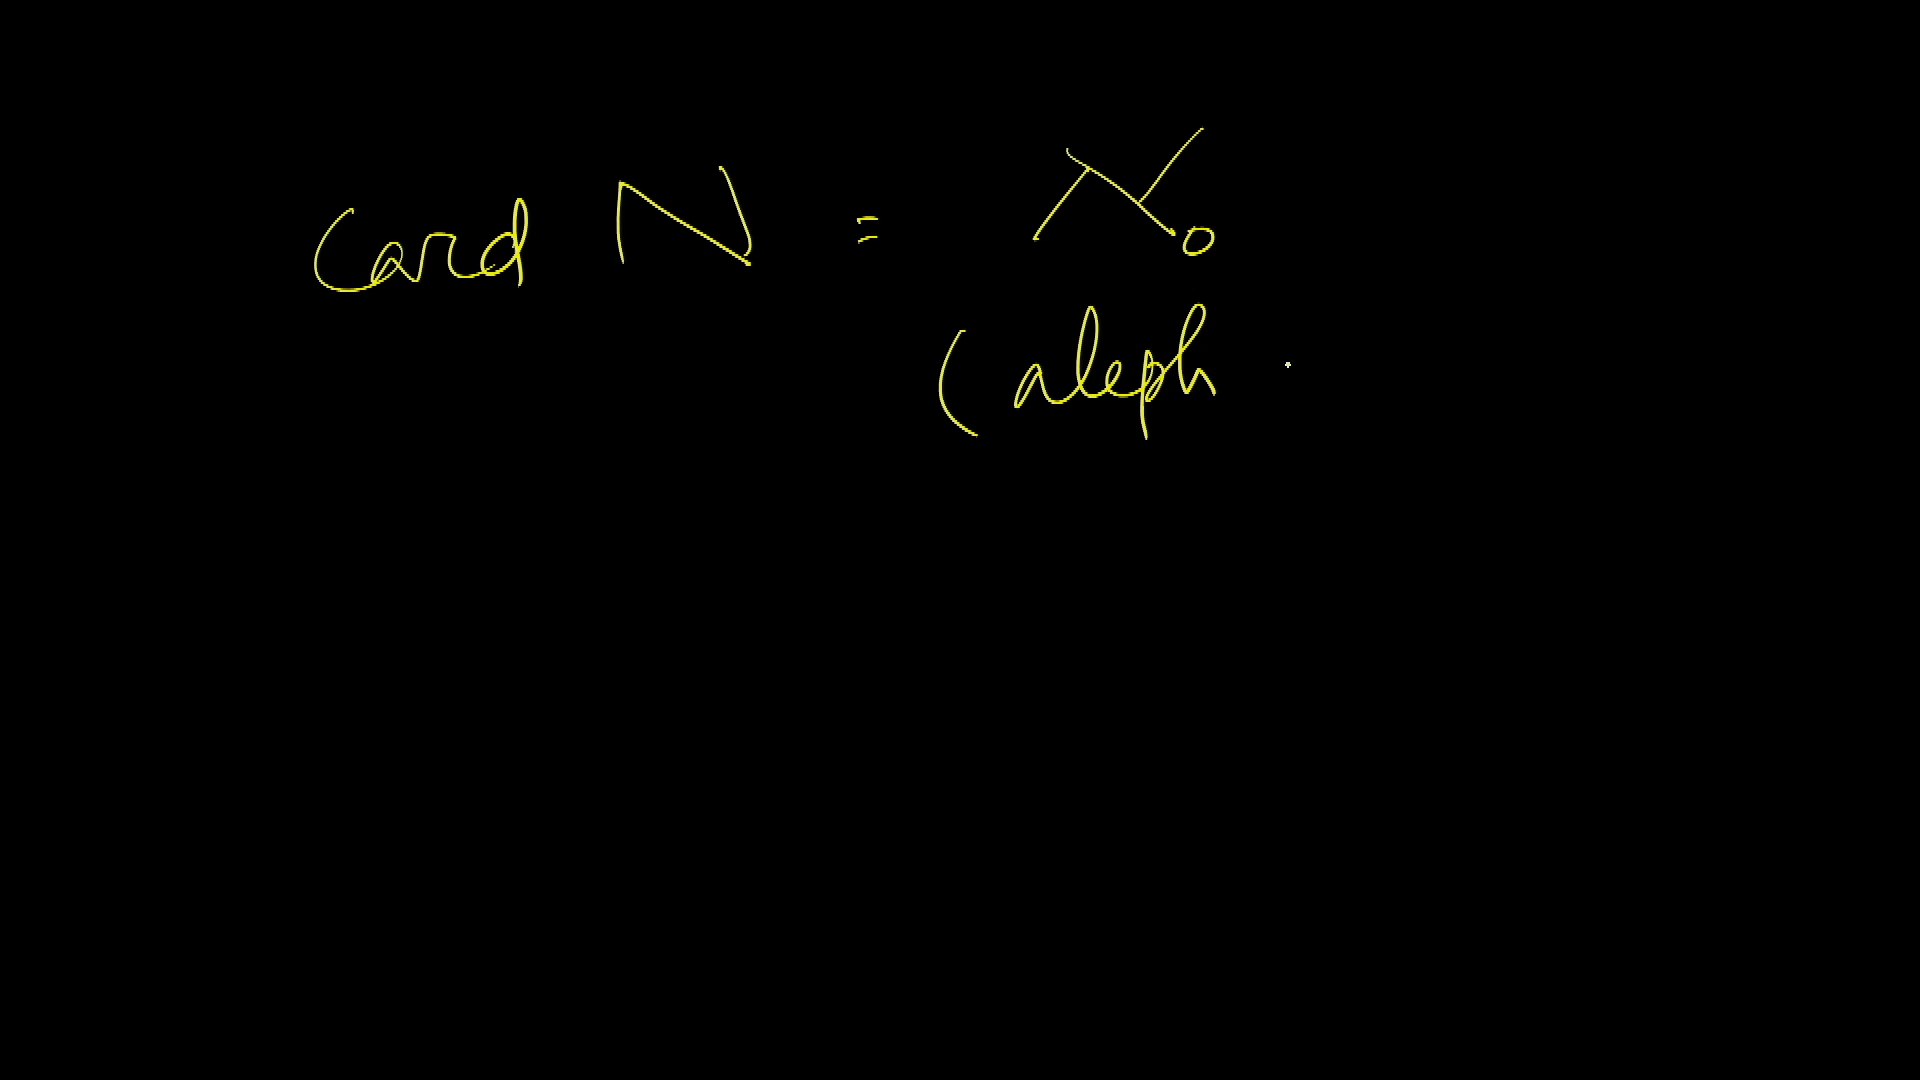 Card N = ℵ₀
(aleph